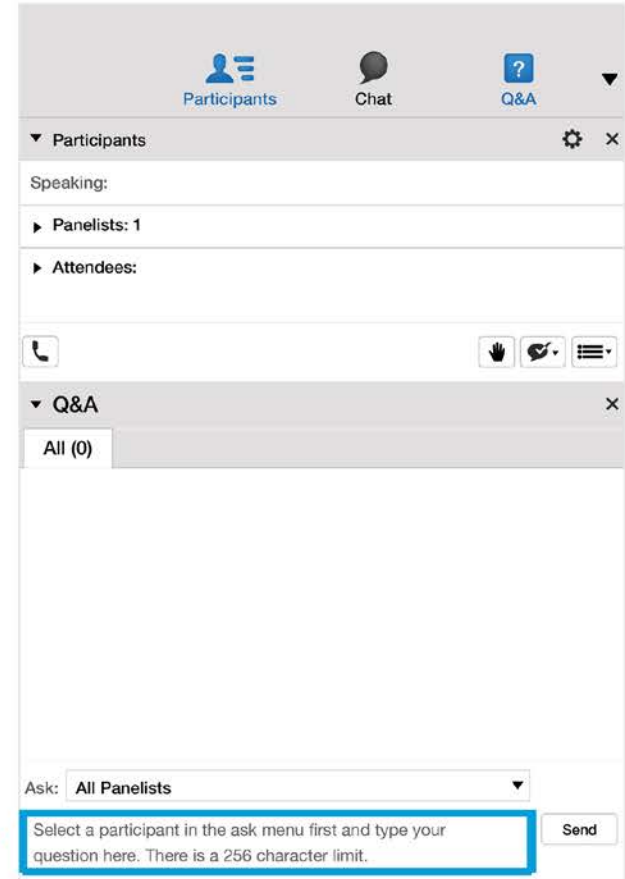 Participants
Chat
?
Q&A
Participants
Speaking:
Panelists: 1
Attendees:
Q&A
All (0)
Ask: All Panelists
Select a participant in the ask menu first and type your
question here. There is a 256 character limit.
Send